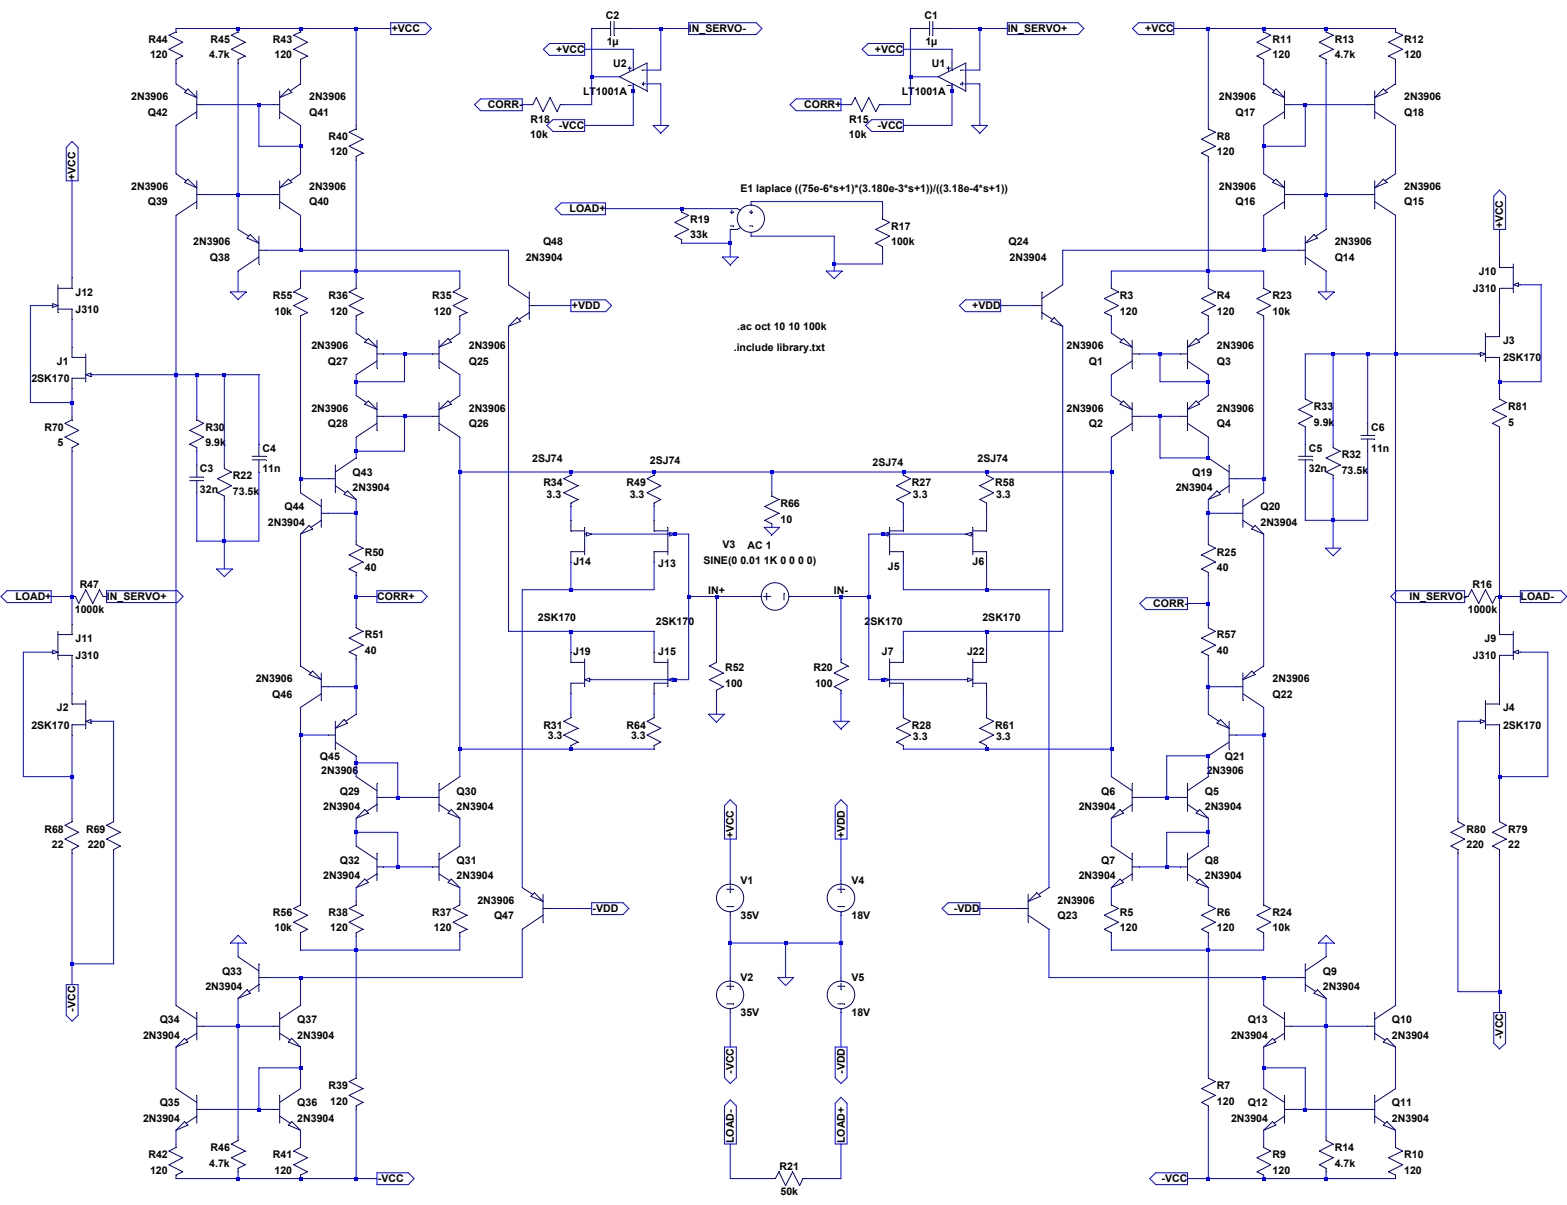 R44
120
R45
4.7k
R43
120
+VCC
2N3906
Q42
2N3906
Q41
R40
120
+VCC
2N3906
Q39
2N3906
Q40
2N3906
Q38
Q48
2N3904
+VDD
J12
J310
J1
2SK170
R70
5
R55
10k
R36
120
R35
120
2N3906
Q27
2N3906
Q25
2N3906
Q28
2N3906
Q26
R30
9.9k
C4
11n
C3
32n
R22
73.5k
Q43
2N3904
Q44
2N3904
R50
40
CORR+
R51
40
LOAD+
R47
1000k
IN_SERVO+
J11
J310
J2
2SK170
R68
22
R69
220
-VCC
2N3906
Q46
Q45
2N3906
Q29
2N3904
Q30
2N3904
Q32
2N3904
Q31
2N3904
R56
10k
R38
120
R37
120
2N3906
Q47
-VDD
Q33
2N3904
Q34
2N3904
Q37
2N3904
Q35
2N3904
Q36
2N3904
R39
120
R42
120
R46
4.7k
R41
120
-VCC
C2
1µ
IN_SERVO-
+VCC
U2
LT1001A
CORR-
R18
10k
-VCC
C1
1µ
IN_SERVO+
+VCC
U1
LT1001A
CORR+
R15
10k
-VCC
E1 laplace ((75e-6*s+1)*(3.180e-3*s+1))/((3.18e-4*s+1))
LOAD+
R19
33k
R17
100k
.ac oct 10 10 100k
.include library.txt
2SJ74
R34
3.3
2SJ74
R49
3.3
R66
10
2SJ74
R27
3.3
2SJ74
R58
3.3
J14
J13
V3 AC 1
SINE(0 0.01 1K 0 0 0 0)
J5
J6
IN+
IN-
2SK170
J19
2SK170
J15
R52
100
R20
100
2SK170
J7
2SK170
J22
R31
3.3
R64
3.3
R28
3.3
R61
3.3
+VCC
+VDD
V1
35V
V4
18V
V2
35V
V5
18V
-VCC
-VDD
LOAD-
LOAD+
R21
50k
+VCC
R11
120
R13
4.7k
R12
120
2N3906
Q17
2N3906
Q18
R8
120
2N3906
Q16
2N3906
Q15
2N3906
Q14
Q24
2N3904
+VDD
+VCC
J10
J310
J3
2SK170
R81
5
R3
120
R4
120
R23
10k
2N3906
Q1
2N3906
Q3
2N3906
Q2
2N3906
Q4
R33
9.9k
C6
11n
C5
32n
R32
73.5k
Q19
2N3904
Q20
2N3904
R25
40
CORR-
R57
40
IN_SERVO-
R16
1000k
LOAD-
J9
J310
J4
2SK170
R80
220
R79
22
-VCC
2N3906
Q22
Q21
2N3906
Q6
2N3904
Q5
2N3904
Q7
2N3904
Q8
2N3904
R5
120
R6
120
R24
10k
-VDD
2N3906
Q23
Q9
2N3904
Q13
2N3904
Q10
2N3904
Q12
2N3904
Q11
2N3904
R7
120
R9
120
R14
4.7k
R10
120
-VCC